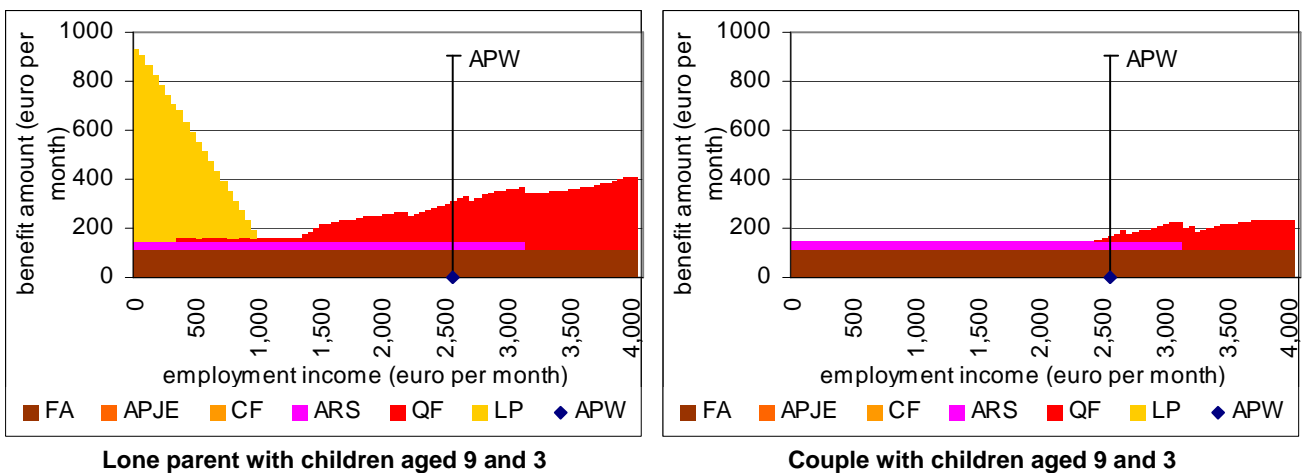 benefit amount (euro per
month)
1000
800
600
400
200
0
APW
0
500
1,000
1,500
2,000
2,500
3,000
3,500
4,000
employment income (euro per month)
FA APJE CF ARS QF LP APW
Lone parent with children aged 9 and 3
benefit amount (euro per
month)
1000
800
600
400
200
0
APW
0
500
1,000
1,500
2,000
2,500
3,000
3,500
4,000
employment income (euro per month)
FA APJE CF ARS QF LP APW
Couple with children aged 9 and 3